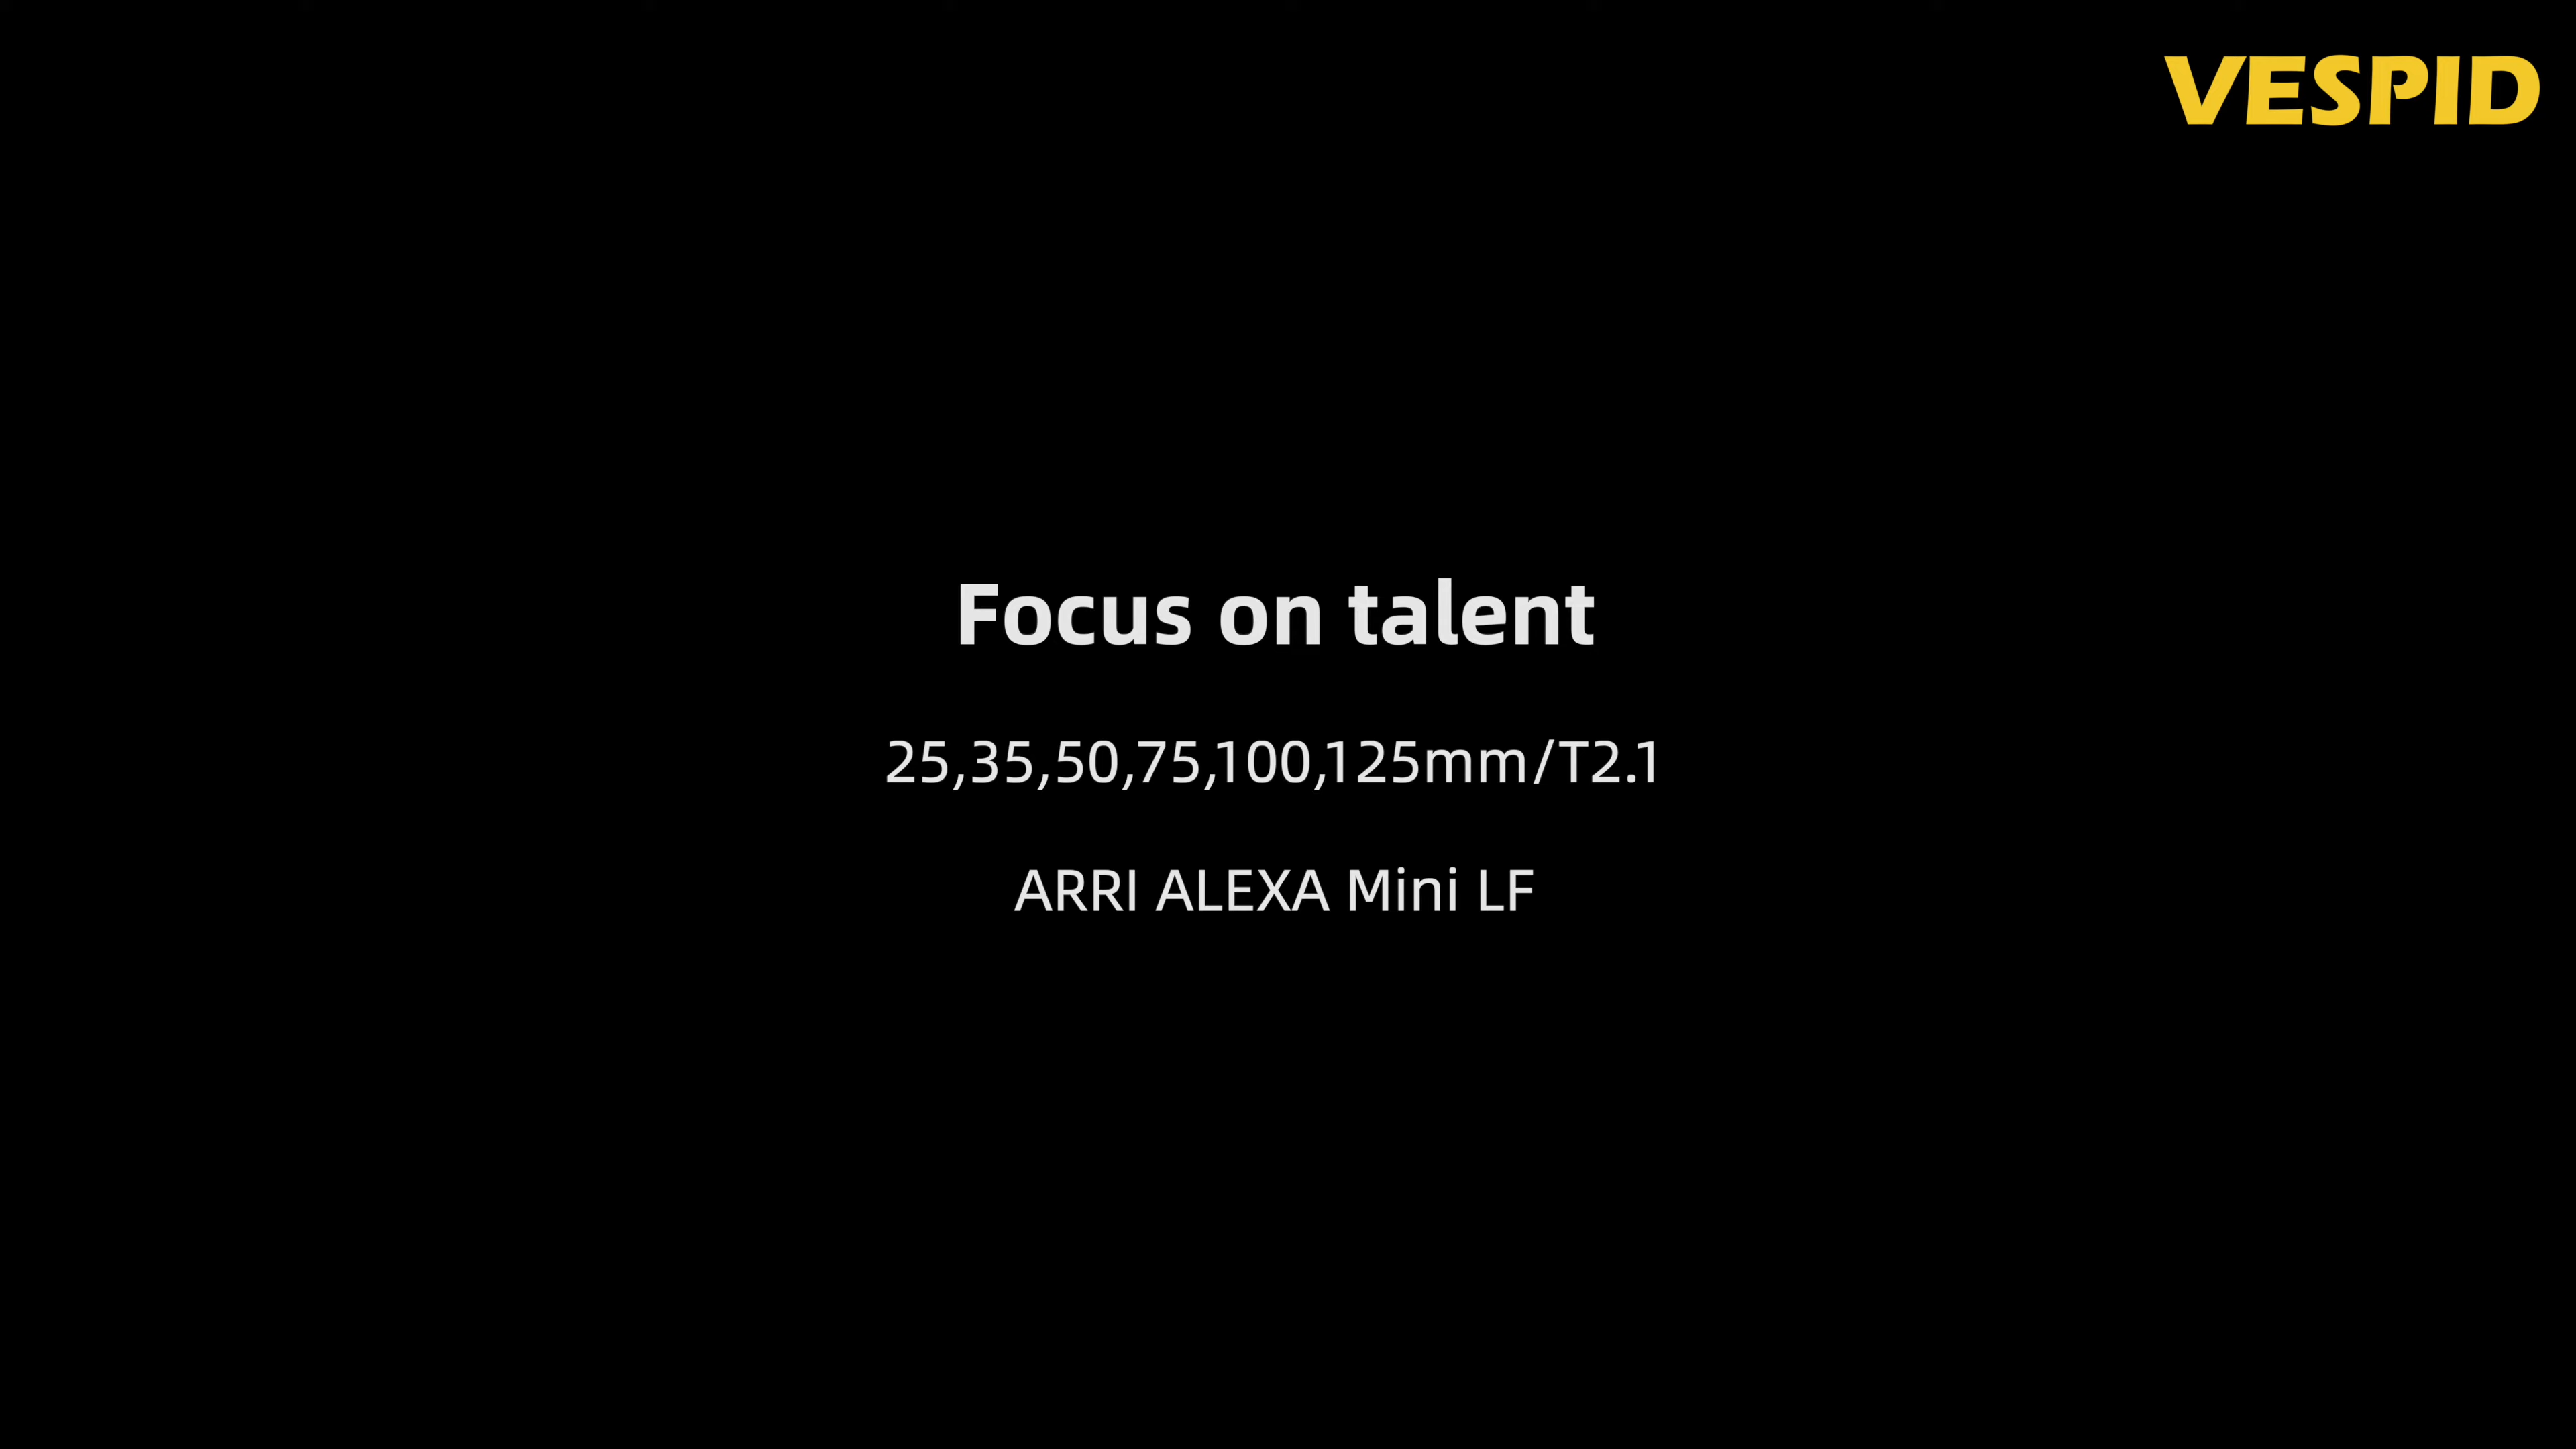 VESPID
Focus on talent
25,35,50,75,100,125mm/T2.1
ARRI ALEXA Mini LF